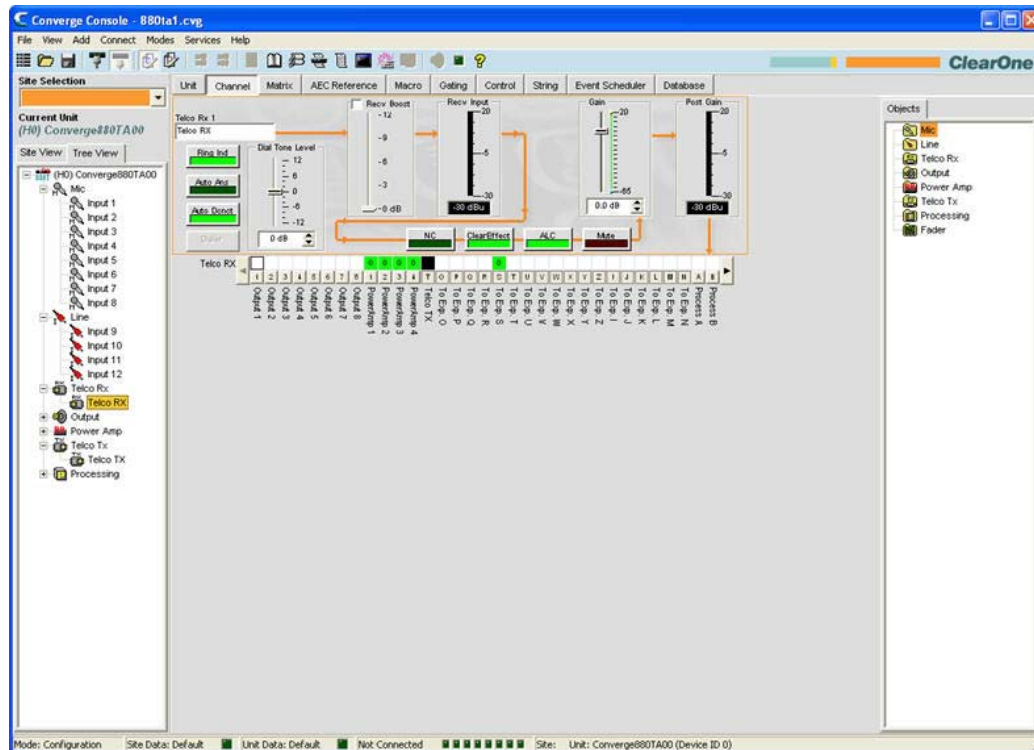 Converge Console - 880ta1.cvg
File View Add Connect Modes Services Help
ClearOne
Site Selection
Current Unit
(H0) Converge880TA00
Site View Tree View
(H0) Converge880TA00
Mic
Input 1
Input 2
Input 3
Input 4
Input 5
Input 6
Input 7
Input 8
Line
Input 9
Input 10
Input 11
Input 12
Telco Rx
Telco RX
Output
Power Amp
Telco Tx
Telco TX
Processing
Unit Channel Matrix AEC Reference Macro Gating Control String Event Scheduler Database
Telco Rx 1
Telco RX
Ring Ind
Auto Ans
Auto Dcnct
Dialer
Dial Tone Level
12
6
0
-6
-12
0 dB
Recv Boost
-12
-9
-6
-3
-0 dB
Recv Input
20
-5
-30
-30 dBu
Gain
20
-65
0.0 dB
Post Gain
20
-5
-30
-30 dBu
NC ClearEffect ALC Mute
Telco RX
0 0 0 0 0
1 2 3 4 5 6 7 8 1 2 3 4 T O P Q R S T U V W X Y Z I J K L M N A B
Output 1
Output 2
Output 3
Output 4
Output 5
Output 6
Output 7
Output 8
PowerAmp 1
PowerAmp 2
PowerAmp 3
PowerAmp 4
Telco TX
To Exp. O
To Exp. P
To Exp. Q
To Exp. R
To Exp. S
To Exp. T
To Exp. U
To Exp. V
To Exp. W
To Exp. X
To Exp. Y
To Exp. Z
To Exp. I
To Exp. J
To Exp. K
To Exp. L
To Exp. M
To Exp. N
Process A
Process B
Objects
Mic
Line
Telco Rx
Output
Power Amp
Telco Tx
Processing
Fader
Mode: Configuration Site Data: Default Unit Data: Default Not Connected Site: Unit: Converge880TA00 (Device ID 0)